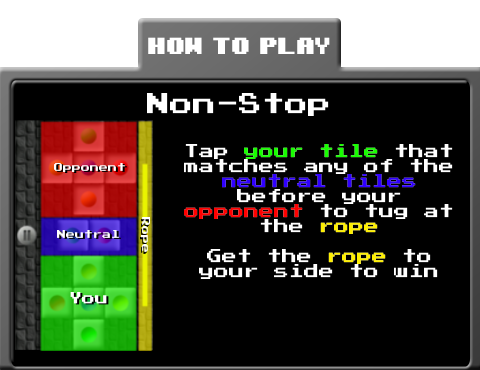 HOW TO PLAY
Non-Stop
Tap your tile that
matches any of the
neutral tiles
before your
opponent to tug at
the rope
Get the rope to
your side to win
Opponent
Neutral
You
Rope